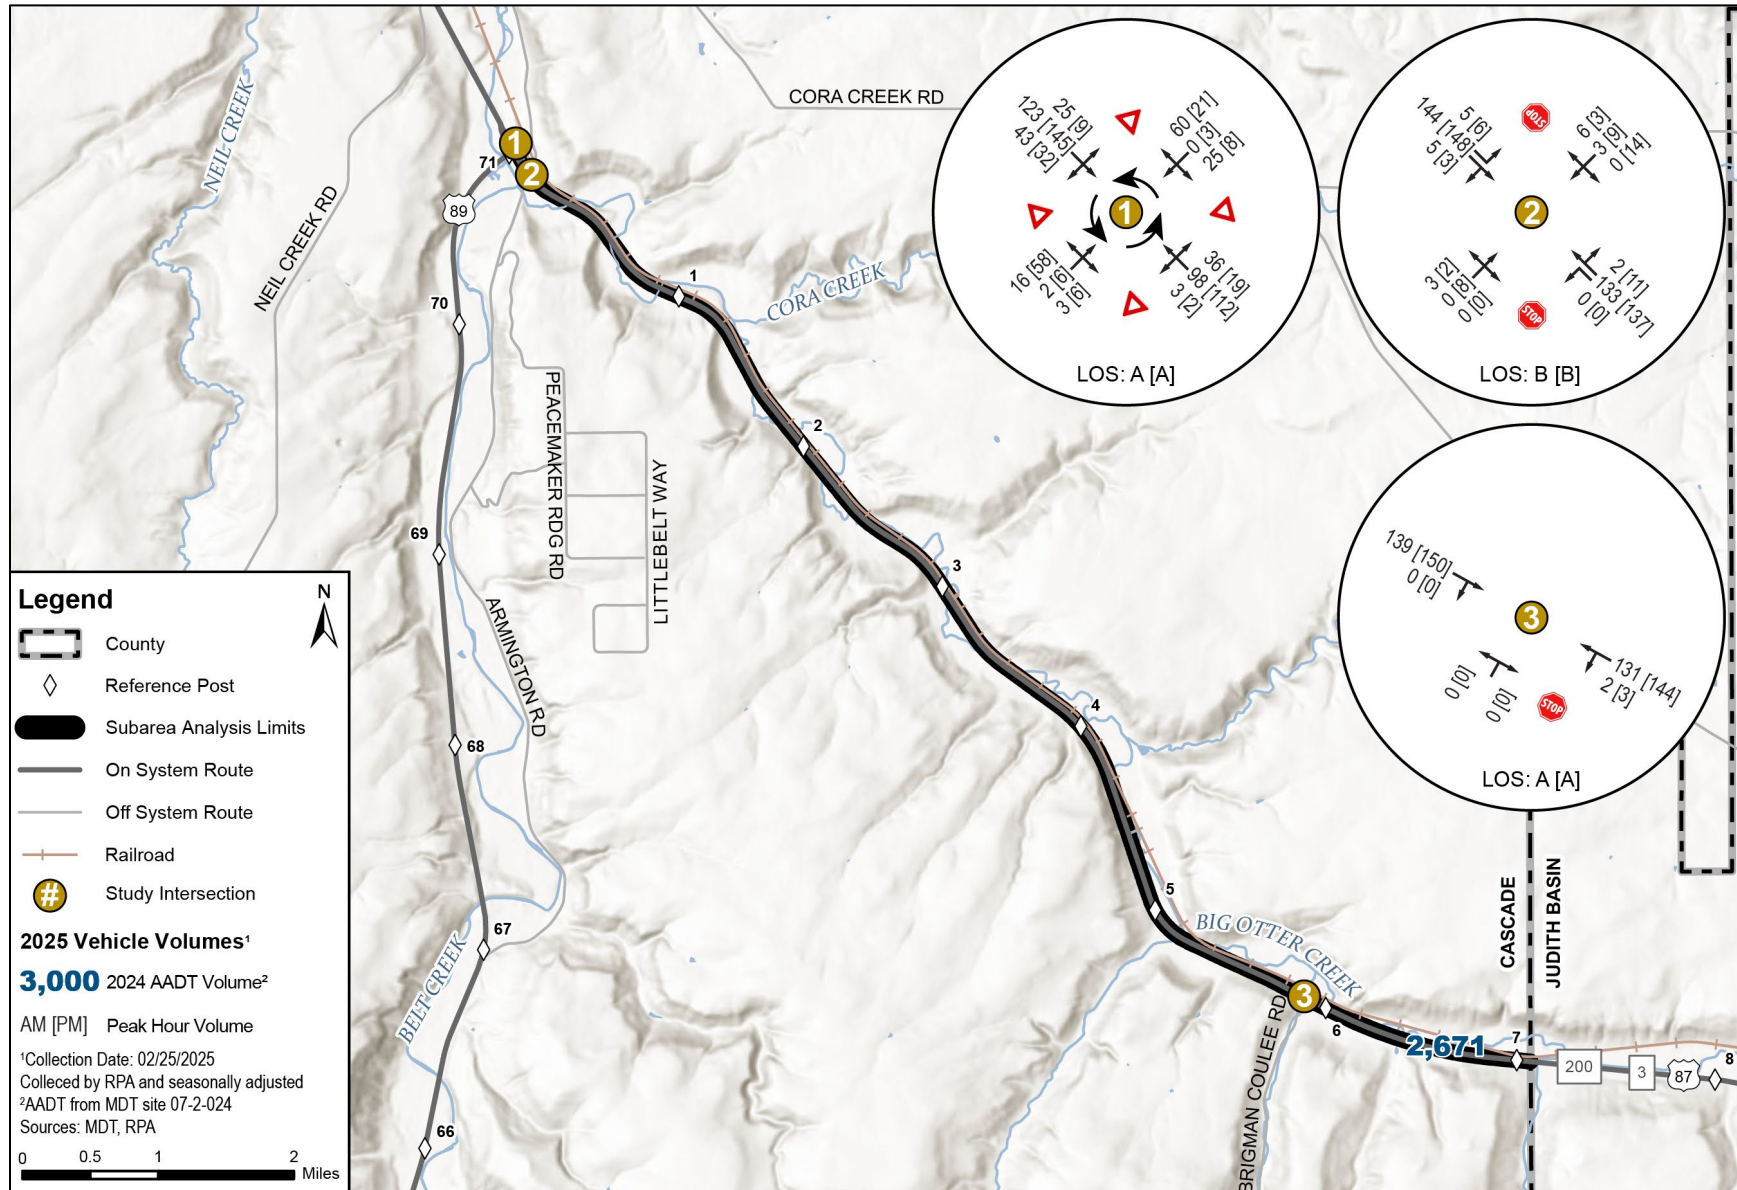 CORA CREEK RD
NEIL CREEK
NEIL CREEK RD
1
2
71
89
70
1
CORA CREEK
2
PEACEMAKER RDG RD
LITTLEBELT WAY
69
3
ARMINGTON RD
4
68
5
67
BELT CREEK
BIG OTTER CREEK
3
6
BRIGMAN COULEE RD
2,671
7
200
3
87
8
66
CASCADE
JUDITH BASIN
25 [9]
123 [145]
43 [32]
60 [21]
0 [3]
25 [8]
1
16 [58]
2 [6]
3 [6]
36 [19]
98 [112]
3 [2]
LOS: A [A]
STOP
5 [6]
144 [148]
5 [3]
6 [3]
3 [9]
0 [14]
2
3 [2]
0 [8]
0 [0]
2 [11]
133 [137]
0 [0]
STOP
LOS: B [B]
139 [150]
0 [0]
3
0 [0]
0 [0]
131 [144]
2 [3]
STOP
LOS: A [A]
Legend
N
County
Reference Post
Subarea Analysis Limits
On System Route
Off System Route
Railroad
# Study Intersection
2025 Vehicle Volumes¹
3,000 2024 AADT Volume²
AM [PM] Peak Hour Volume
¹Collection Date: 02/25/2025
Colleced by RPA and seasonally adjusted
²AADT from MDT site 07-2-024
Sources: MDT, RPA
0 0.5 1 2
Miles